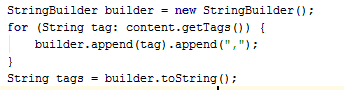 StringBuilder builder = new StringBuilder();
for (String tag: content.getTags()) {
    builder.append(tag).append(",");
}
String tags = builder.toString();